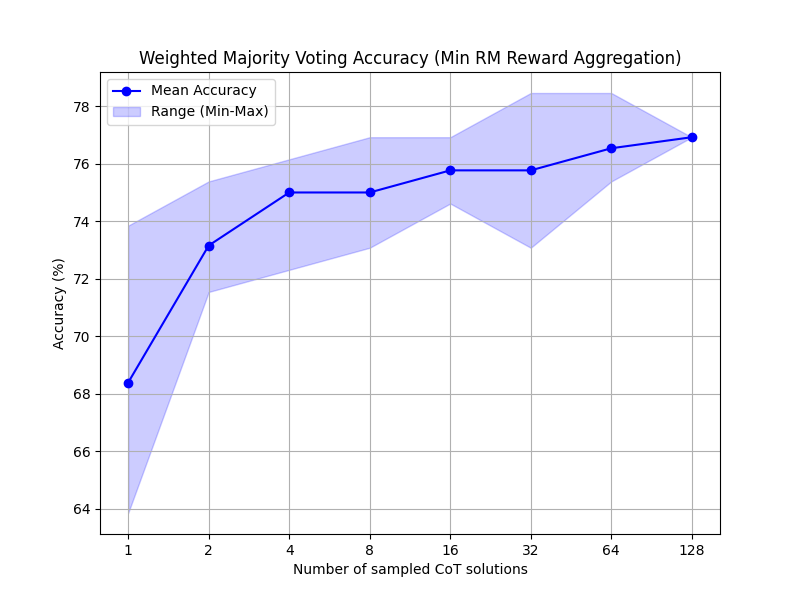 Weighted Majority Voting Accuracy (Min RM Reward Aggregation)
Mean Accuracy
Range (Min-Max)
Accuracy (%)
78
76
74
72
70
68
66
64
1 2 4 8 16 32 64 128
Number of sampled CoT solutions